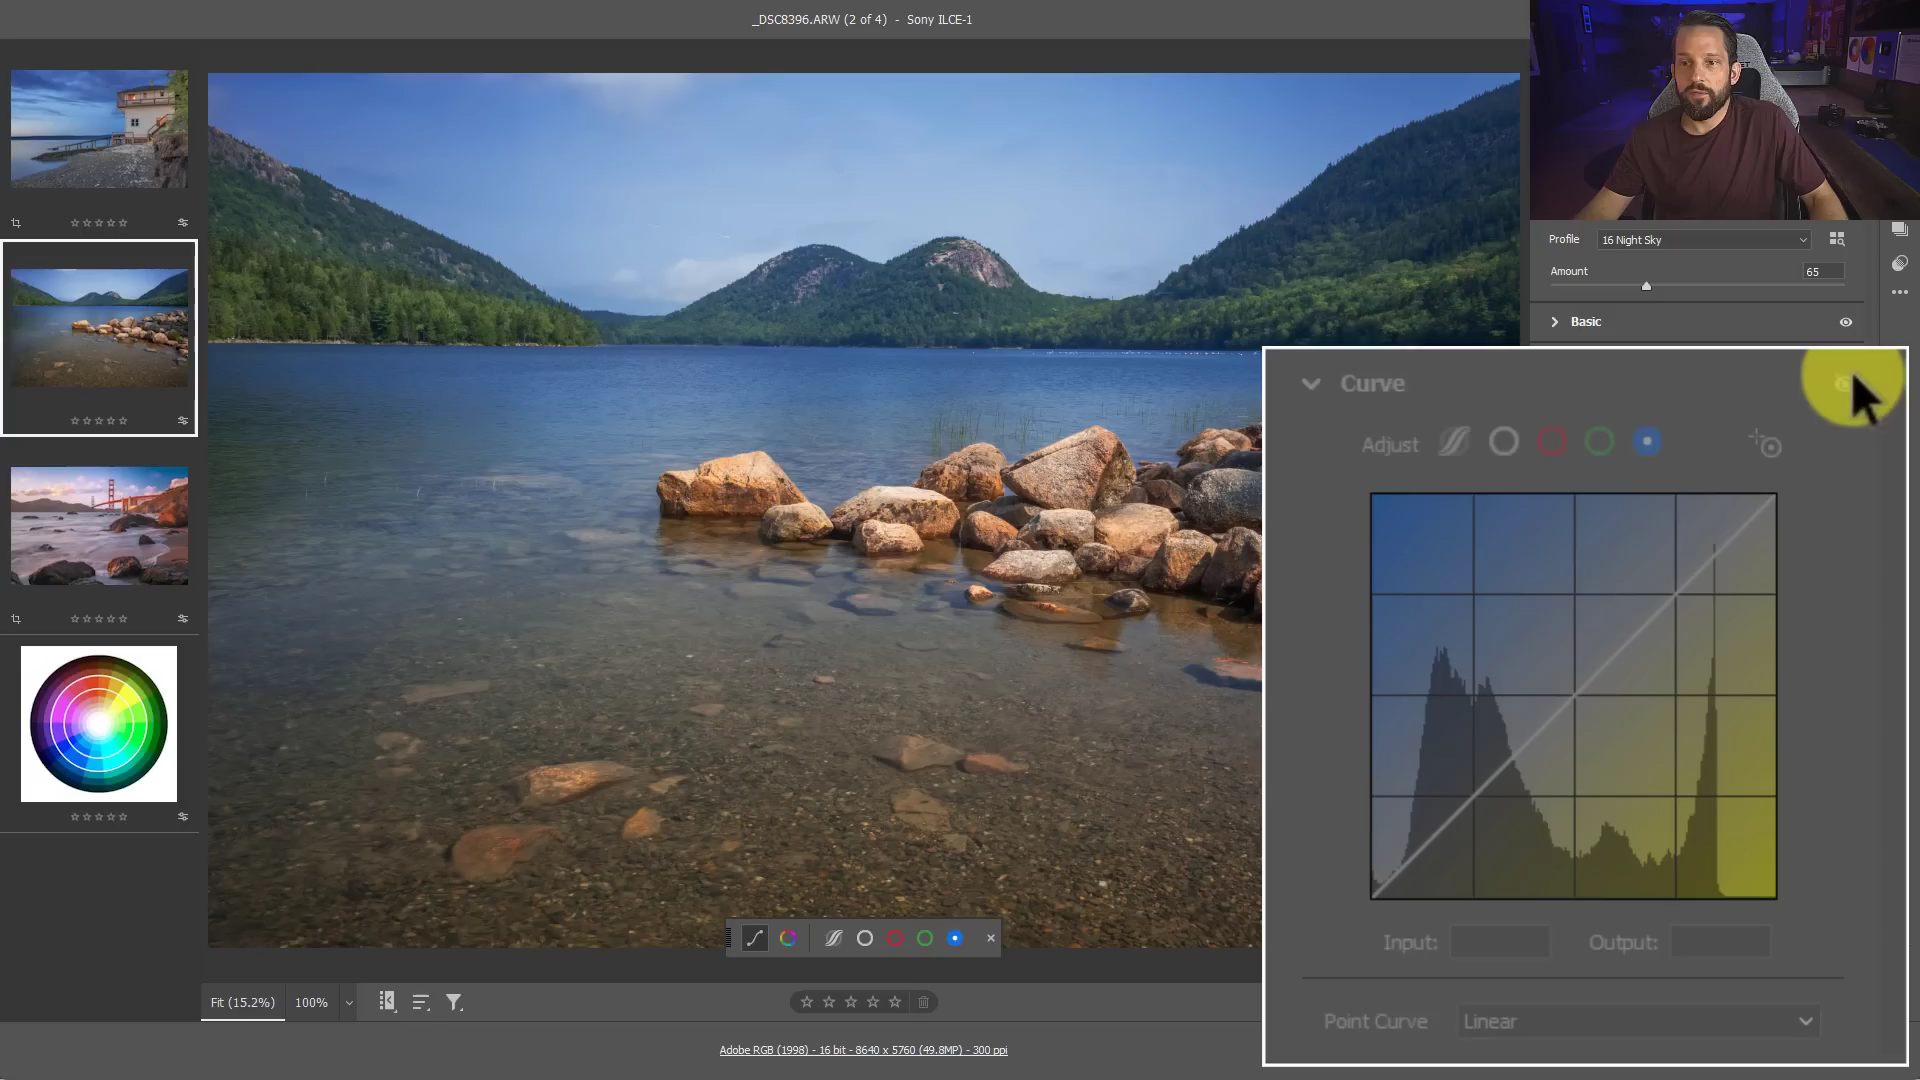 _DSC8396.ARW (2 of 4) - Sony ILCE-1
Profile 16 Night Sky
Amount 65
Basic
Curve
Adjust
Input: Output:
Point Curve Linear
Fit (15.2%) 100%
Adobe RGB (1998) - 16 bit - 8640 x 5760 (49.8MP) - 300 ppi